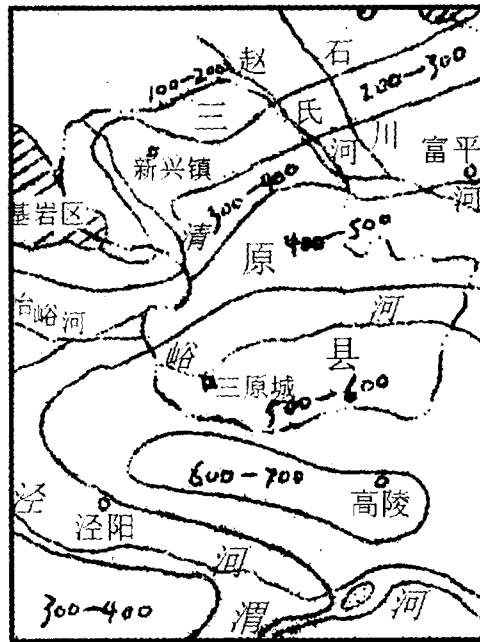 赵
石
100-200
200-300
三
氏
河
川
富平
新兴镇
河
基岩区
300-400
清
原
400-500
冶峪河
河
峪
县
三原城
500-600
600-700
高陵
泾
泾阳
河
300-400
渭
河